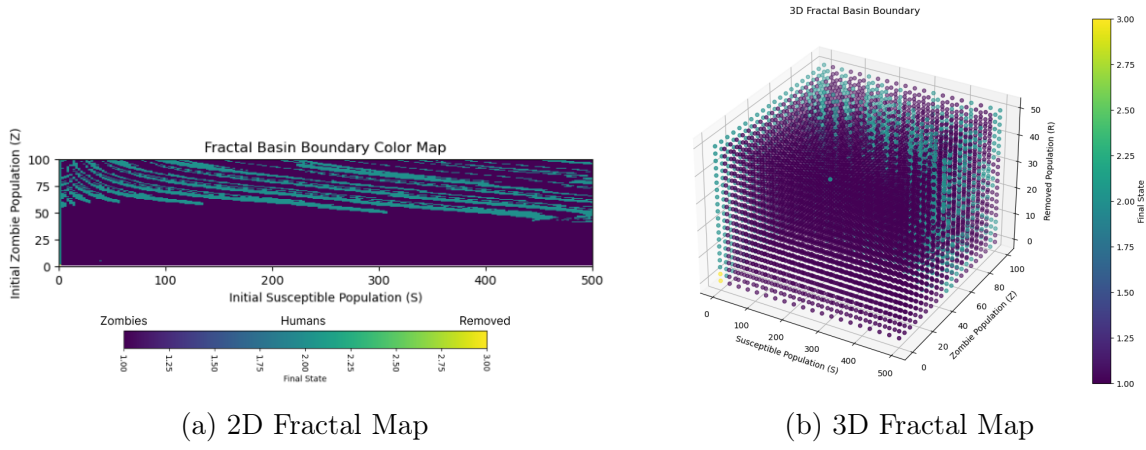 Fractal Basin Boundary Color Map
Initial Zombie Population (Z)
100
75
50
25
0
0 100 200 300 400 500
Initial Susceptible Population (S)
Zombies Humans Removed
1.00 1.25 1.50 1.75 2.00 2.25 2.50 2.75 3.00
Final State
(a) 2D Fractal Map
3D Fractal Basin Boundary
50
40
30
20
10
0
Removed Population (R)
0 100 200 300 400 500
Susceptible Population (S)
0 20 40 60 80 100
Zombie Population (Z)
3.00
2.75
2.50
2.25
2.00
1.75
1.50
1.25
1.00
Final State
(b) 3D Fractal Map